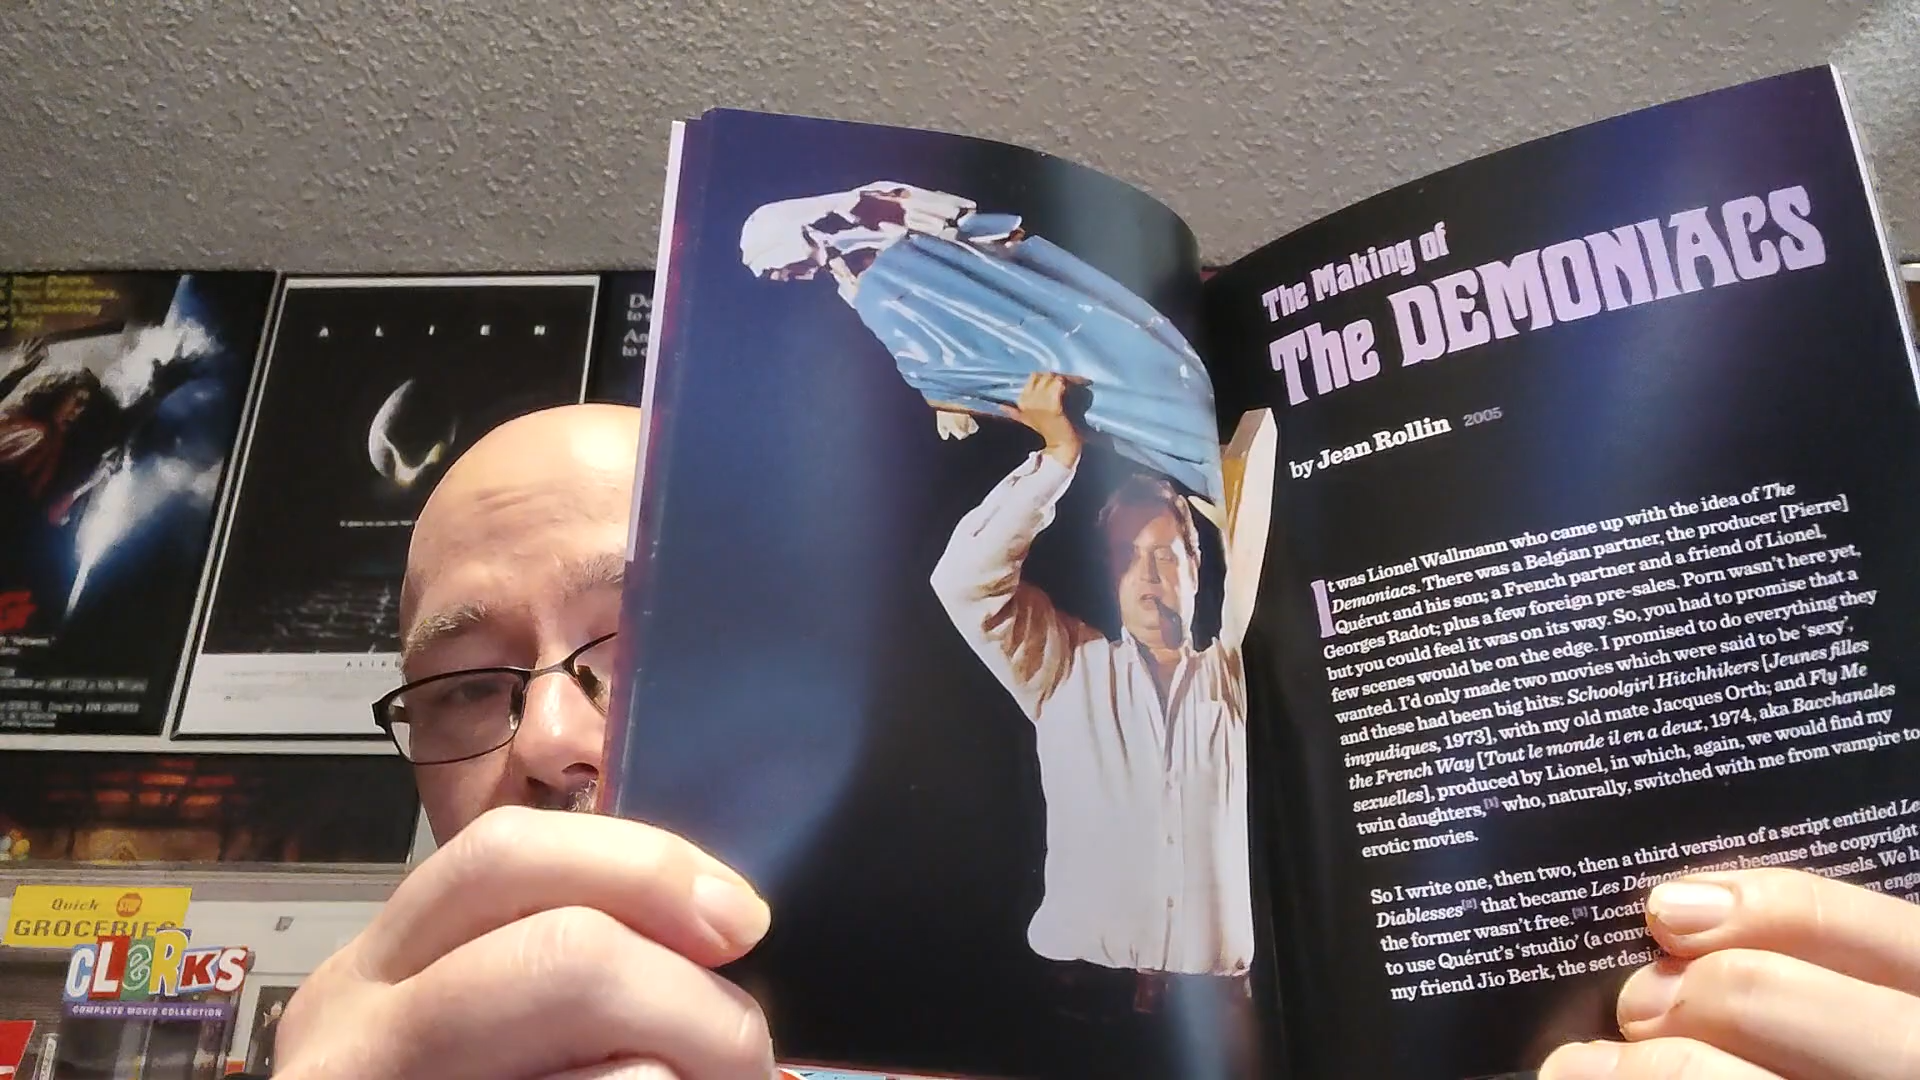 The Making of
The DEMONIACS
by Jean Rollin 2005
It was Lionel Wallmann who came up with the idea of The
Demoniacs. There was a Belgian partner, the producer [Pierre]
Quérut and his son; a French partner and a friend of Lionel,
Georges Radot; plus a few foreign pre-sales. Porn wasn't here yet,
but you could feel it was on its way. So, you had to promise that a
few scenes would be on the edge. I promised to do everything they
wanted. I'd only made two movies which were said to be 'sexy',
and these had been big hits: Schoolgirl Hitchhikers [Jeunes filles
impudiques, 1973], with my old mate Jacques Orth; and Fly Me
the French Way [Tout le monde il en a deux, 1974, aka Bacchanales
sexuelles], produced by Lionel, in which, again, we would find my
twin daughters,[1] who, naturally, switched with me from vampire to
erotic movies.
So I write one, then two, then a third version of a script entitled Les
Diablesses[2] that became Les Démoniaques because the copyright
the former wasn't free.[3] Locati Brussels. We h
to use Quérut's 'studio' (a conve
my friend Jio Berk, the set desi
ALIEN
Quick STOP
GROCERIES
CLERKS
COMPLETE MOVIE COLLECTION